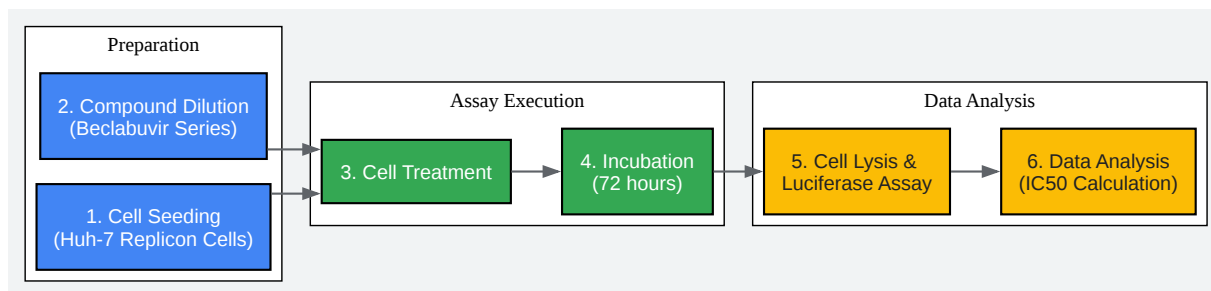 Preparation
2. Compound Dilution
(Beclabuvir Series)
1. Cell Seeding
(Huh-7 Replicon Cells)
Assay Execution
3. Cell Treatment
4. Incubation
(72 hours)
Data Analysis
5. Cell Lysis &
Luciferase Assay
6. Data Analysis
(IC50 Calculation)